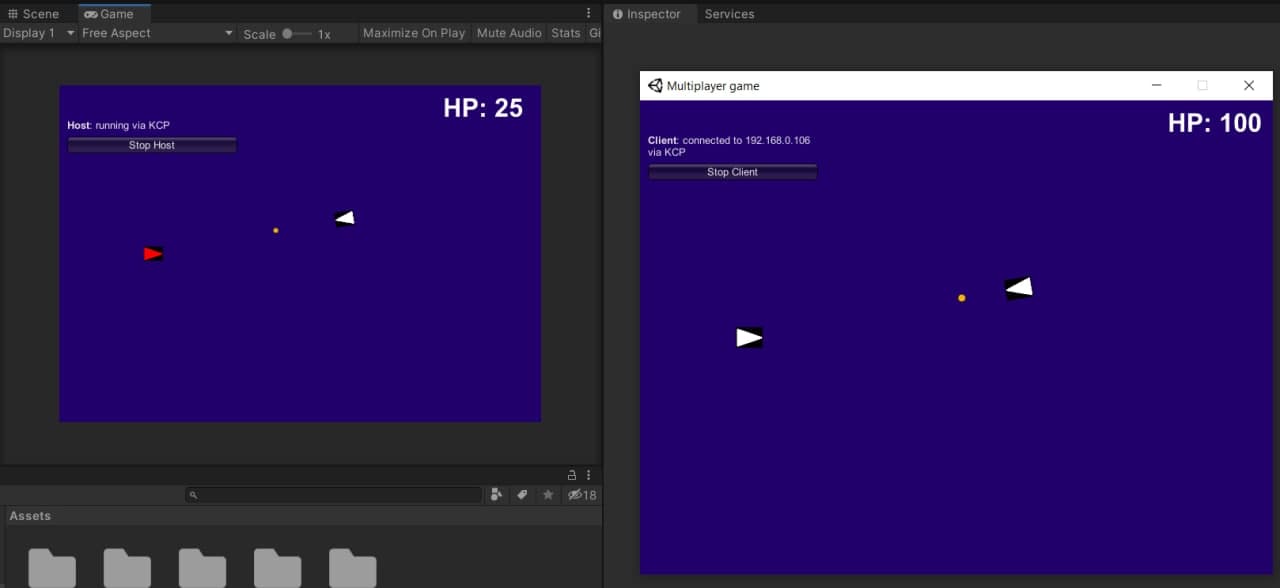 Scene
Game
Display 1
Free Aspect
Scale
1x
Maximize On Play
Mute Audio
Stats
Gi
HP: 25
Host: running via KCP
Stop Host
18
Assets
Inspector
Services
Multiplayer game
HP: 100
Client: connected to 192.168.0.106
via KCP
Stop Client